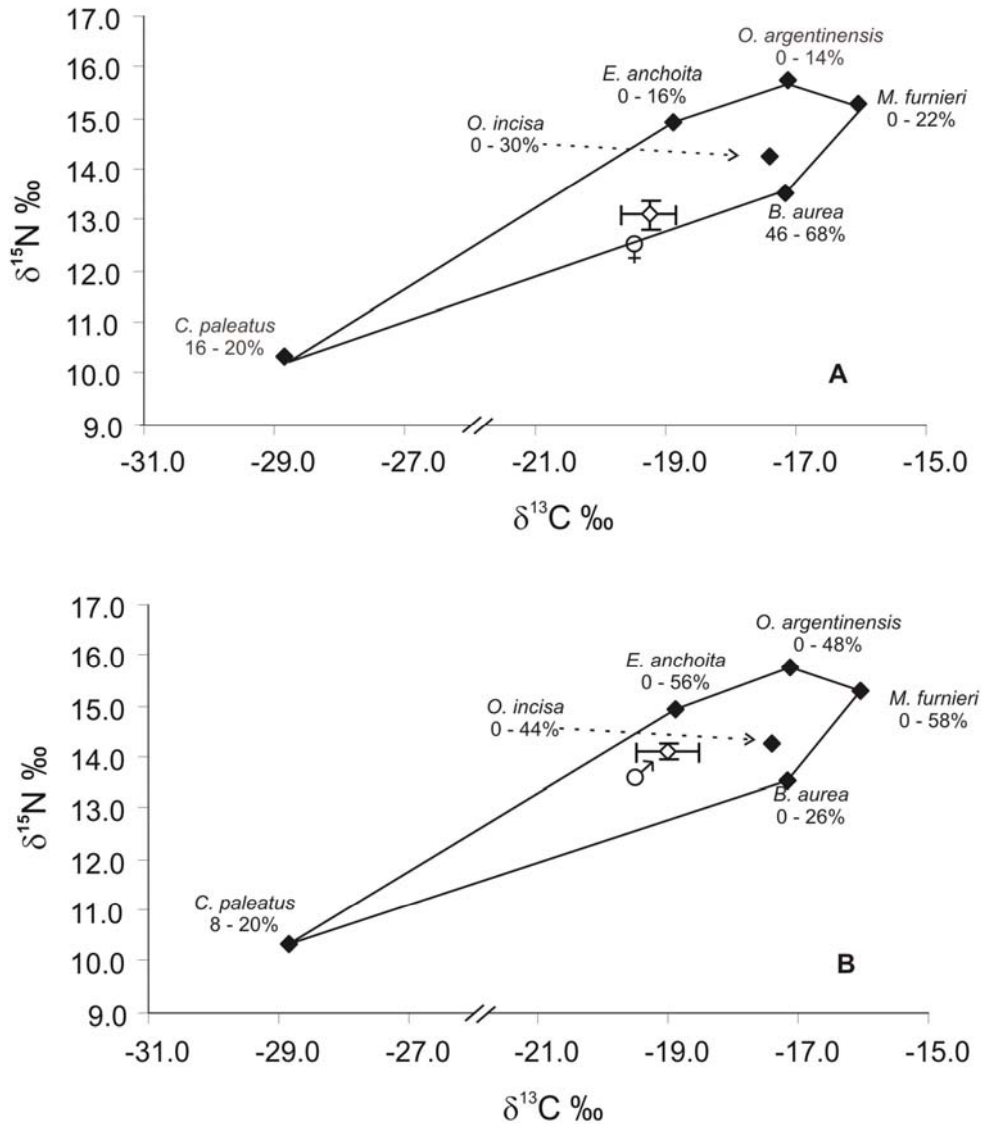 17.0
16.0
15.0
14.0
13.0
12.0
11.0
10.0
9.0
δ15N ‰
O. argentinensis
0 - 14%
E. anchoita
0 - 16%
M. furnieri
0 - 22%
O. incisa
0 - 30%
B. aurea
46 - 68%
♀
C. paleatus
16 - 20%
A
-31.0 -29.0 -27.0 -21.0 -19.0 -17.0 -15.0
δ13C ‰
17.0
16.0
15.0
14.0
13.0
12.0
11.0
10.0
9.0
δ15N ‰
O. argentinensis
0 - 48%
E. anchoita
0 - 56%
M. furnieri
0 - 58%
O. incisa
0 - 44%
♂
B. aurea
0 - 26%
C. paleatus
8 - 20%
B
-31.0 -29.0 -27.0 -21.0 -19.0 -17.0 -15.0
δ13C ‰